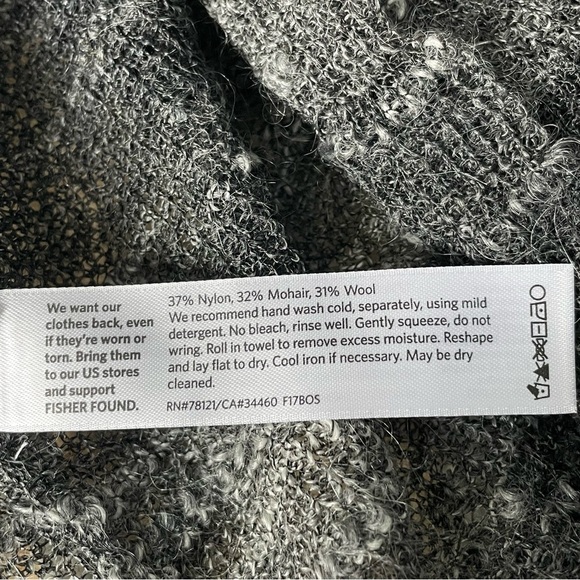 We want our
clothes back, even
if they're worn or
torn. Bring them
to our US stores
and support
FISHER FOUND.
37% Nylon, 32% Mohair, 31% Wool
We recommend hand wash cold, separately, using mild
detergent. No bleach, rinse well. Gently squeeze, do not
wring. Roll in towel to remove excess moisture. Reshape
and lay flat to dry. Cool iron if necessary. May be dry
cleaned.
RN#78121/CA#34460 F17BOS